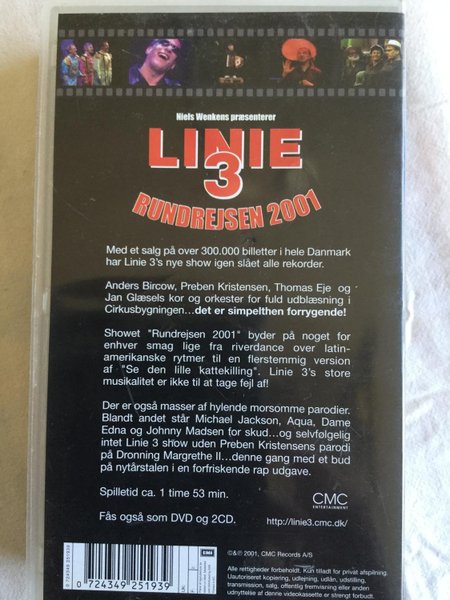 Niels Wenkens præsenterer
LINIE
3
RUNDREJSEN 2001
Med et salg på over 300.000 billetter i hele Danmark
har Linie 3's nye show igen slået alle rekorder.
Anders Bircow, Preben Kristensen, Thomas Eje og
Jan Glæsels kor og orkester for fuld udblæsning i
Cirkusbygningen...det er simpelthen forrygende!
Showet "Rundrejsen 2001" byder på noget for
enhver smag lige fra riverdance over latin-
amerikanske rytmer til en flerstemmig version
af "Se den lille kattekilling". Linie 3's store
musikalitet er ikke til at tage fejl af!
Der er også masser af hylende morsomme parodier.
Blandt andet står Michael Jackson, Aqua, Dame
Edna og Johnny Madsen for skud...og selvfølgelig
intet Linie 3 show uden Preben Kristensens parodi
på Dronning Margrethe II...denne gang med et bud
på nytårstalen i en forfriskende rap udgave.
Spilletid ca. 1 time 53 min.
CMC
ENTERTAINMENT
Fås også som DVD og 2CD.
http://linie3.cmc.dk/
0 724349 251939
EMI
0 724349 251939
©&℗ 2001, CMC Records A/S
Alle rettigheder forbeholdt. Kun tilladt for privat afspilning.
Uautoriseret kopiering, udlejning, udlån, udstilling,
transmission, salg, offentlig fremvisning eller anden
udnyttelse af denne videokassette er strengt forbudt.